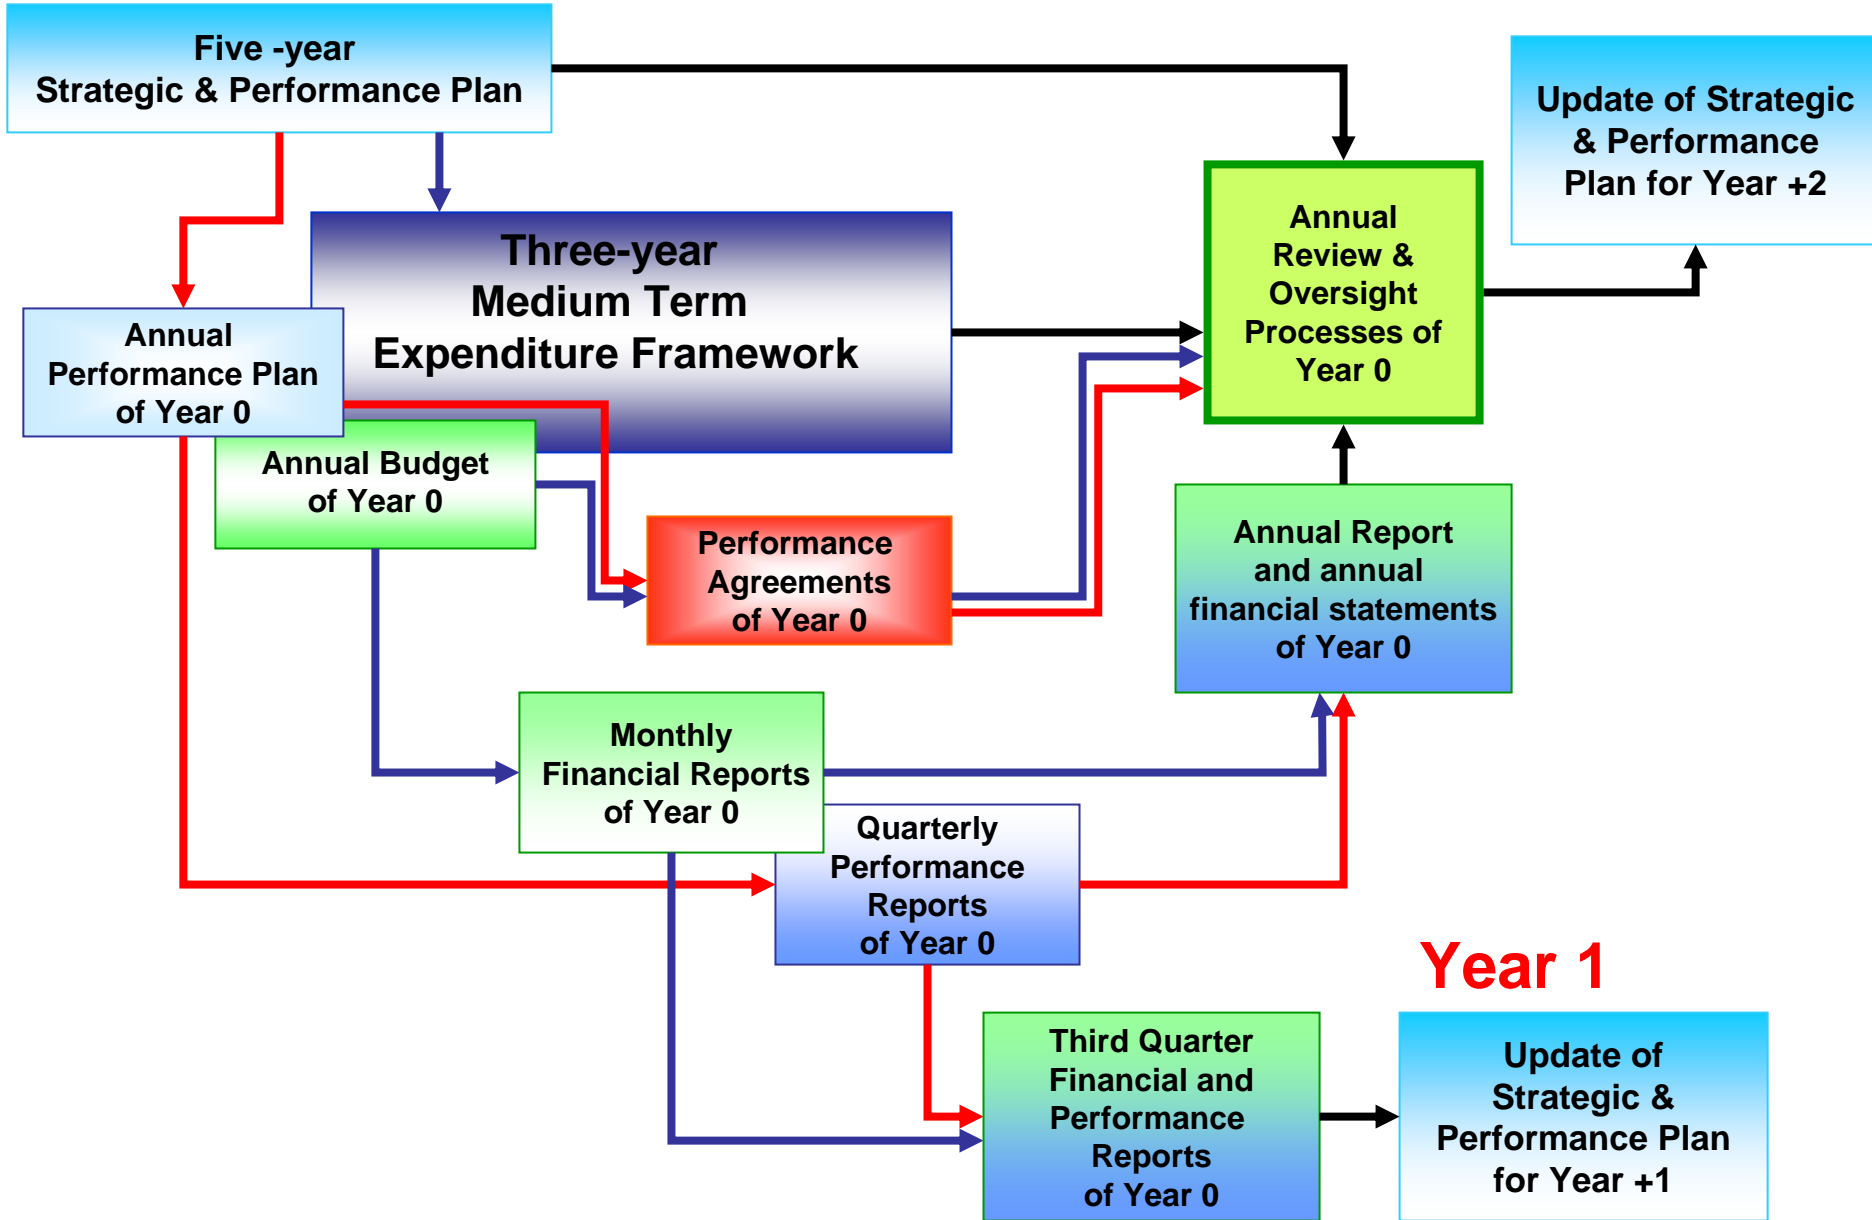 Five -year
Strategic & Performance Plan
Update of Strategic
& Performance
Plan for Year +2
Three-year
Medium Term
Expenditure Framework
Annual
Review &
Oversight
Processes of
Year 0
Annual
Performance Plan
of Year 0
Annual Budget
of Year 0
Performance
Agreements
of Year 0
Annual Report
and annual
financial statements
of Year 0
Monthly
Financial Reports
of Year 0
Quarterly
Performance
Reports
of Year 0
Year 1
Third Quarter
Financial and
Performance
Reports
of Year 0
Update of
Strategic &
Performance Plan
for Year +1